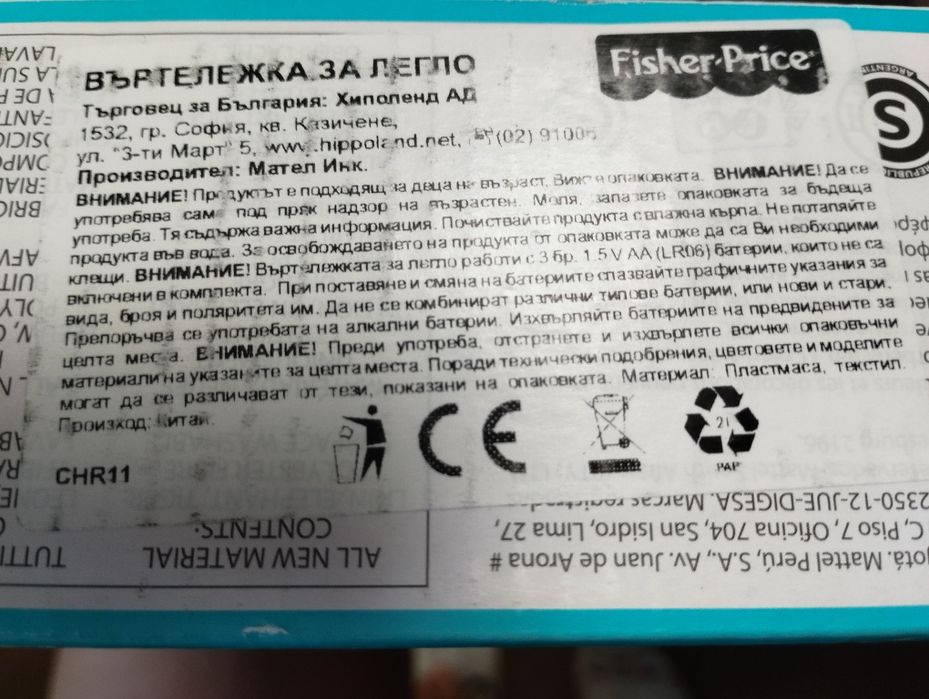 ВЪРТЕЛЕЖКА ЗА ЛЕГЛО
Fisher-Price
Търговец за България: Хиполенд АД
1532, гр. София, кв. Казичене,
ул. "3-ти Март" 5, www.hippoland.net, (02) 91005
Производител: Мател Инк.
ВНИМАНИЕ! Продуктът е подходящ за деца на възраст. Виж опаковката. ВНИМАНИЕ! Да се
употребява само под пряк надзор на възрастен. Моля, запазете опаковката за бъдеща
употреба. Тя съдържа важна информация. Почиствайте продукта с влажна кърпа. Не потапяйте
продукта във вода. За освобождаването на продукта от опаковката може да са Ви необходими
клещи. ВНИМАНИЕ! Въртележката за легло работи с 3 бр. 1.5 V AA (LR06) батерии, които не са
включени в комплекта. При поставяне и смяна на батериите спазвайте графичните указания за
вида, броя и поляритета им. Да не се комбинират различни типове батерии, или нови и стари.
Препоръчва се употребата на алкални батерии. Изхвърляйте батериите на предвидените за
целта места. ВНИМАНИЕ! Преди употреба, отстранете и изхвърлете всички опаковъчни
материали на указаните за целта места. Поради технически подобрения, цветовете и моделите
могат да се различават от тези, показани на опаковката. Материал: Пластмаса, текстил.
Произход: Китай.
CE
21
PAP
CHR11
S
ARGENTINA
ALL NEW MATERIAL
CONTENTS:
TUTTI
Mattel Perú, S.A., Av. Juan de Arona #
C, Piso 7, Oficina 704, San Isidro, Lima 27,
2350-12-JUE-DIGESA. Marcas registradas